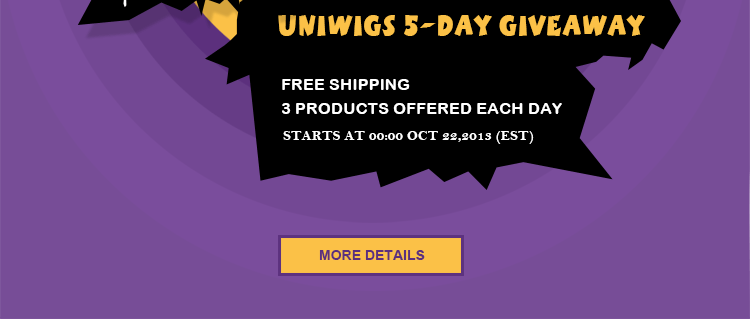 UNIWIGS 5-DAY GIVEAWAY
FREE SHIPPING
3 PRODUCTS OFFERED EACH DAY
STARTS AT 00:00 OCT 22,2013 (EST)
MORE DETAILS